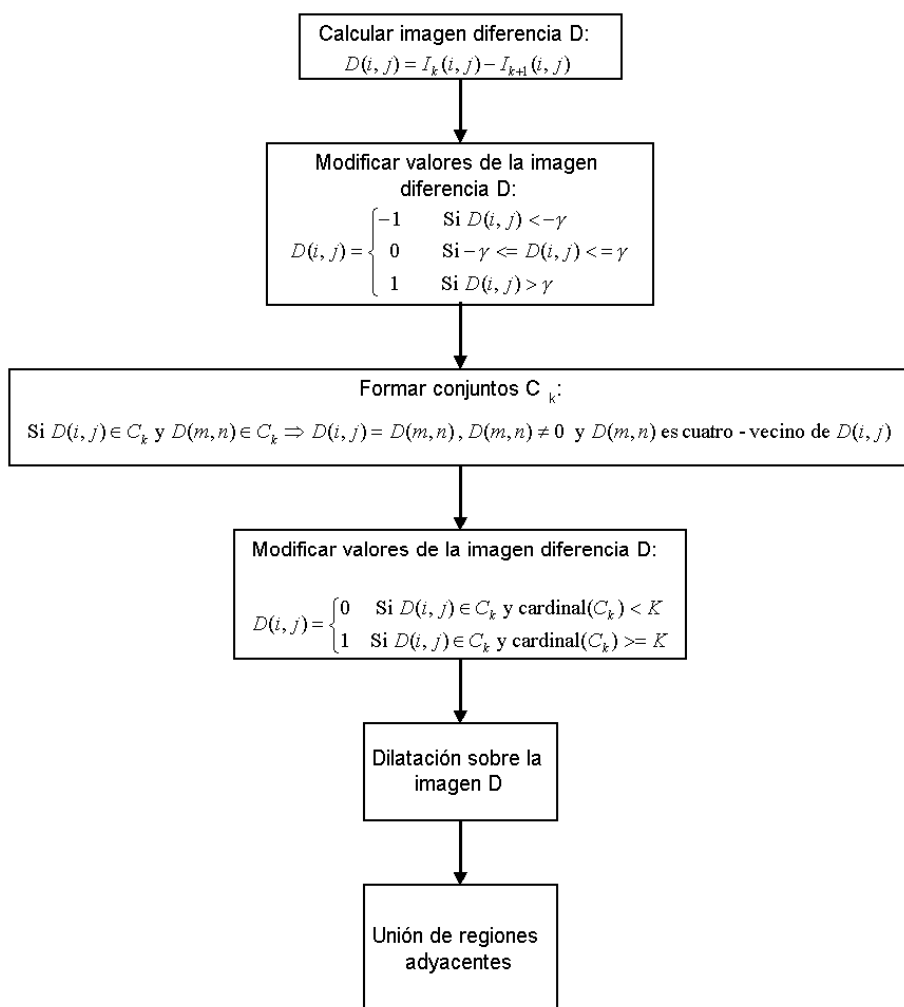 Calcular imagen diferencia D:
D(i, j) = I_k(i, j) − I_{k+1}(i, j)
Modificar valores de la imagen
diferencia D:
−1 Si D(i, j) <−γ
D(i, j) = { 0 Si −γ <= D(i, j) <= γ
1 Si D(i, j) > γ
Formar conjuntos C _k:
Si D(i, j) ∈ C_k y D(m, n) ∈ C_k ⇒ D(i, j) = D(m, n) , D(m, n) ≠ 0 y D(m, n) es cuatro - vecino de D(i, j)
Modificar valores de la imagen diferencia D:
0 Si D(i, j) ∈ C_k y cardinal(C_k) < K
D(i, j) = {
1 Si D(i, j) ∈ C_k y cardinal(C_k) >= K
Dilatación sobre la
imagen D
Unión de regiones
adyacentes